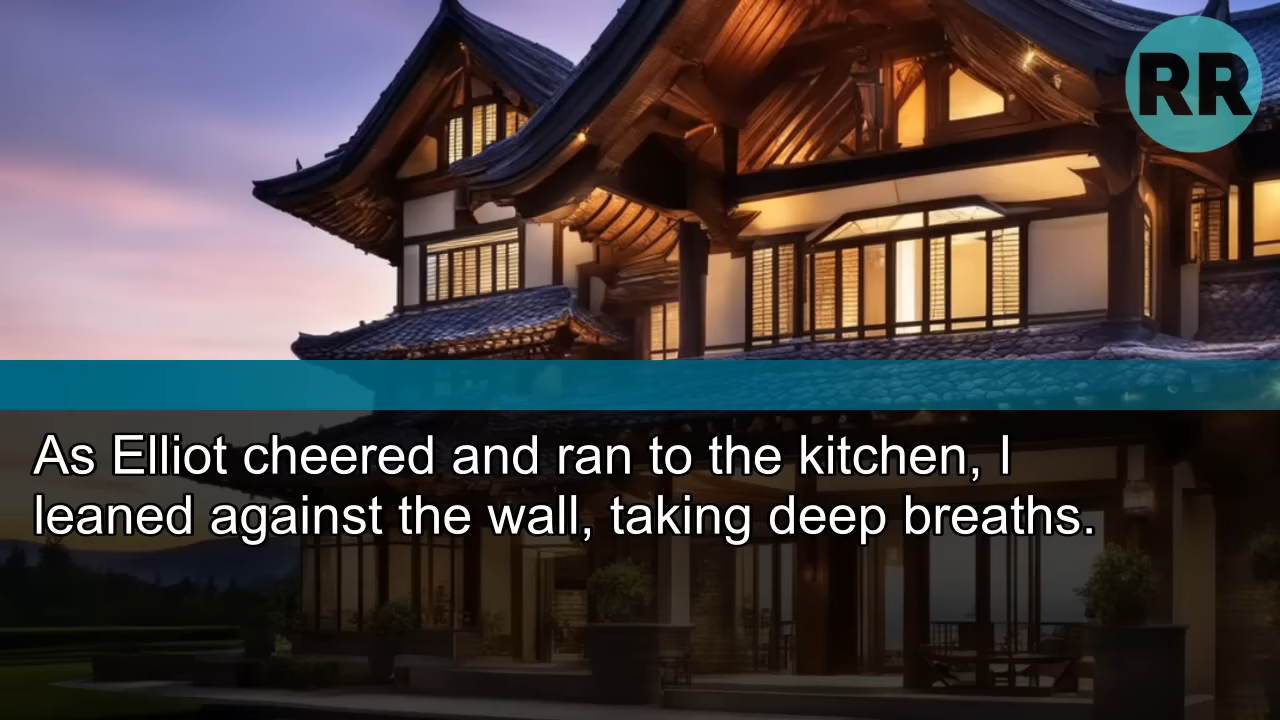 RR
As Elliot cheered and ran to the kitchen, I
leaned against the wall, taking deep breaths.